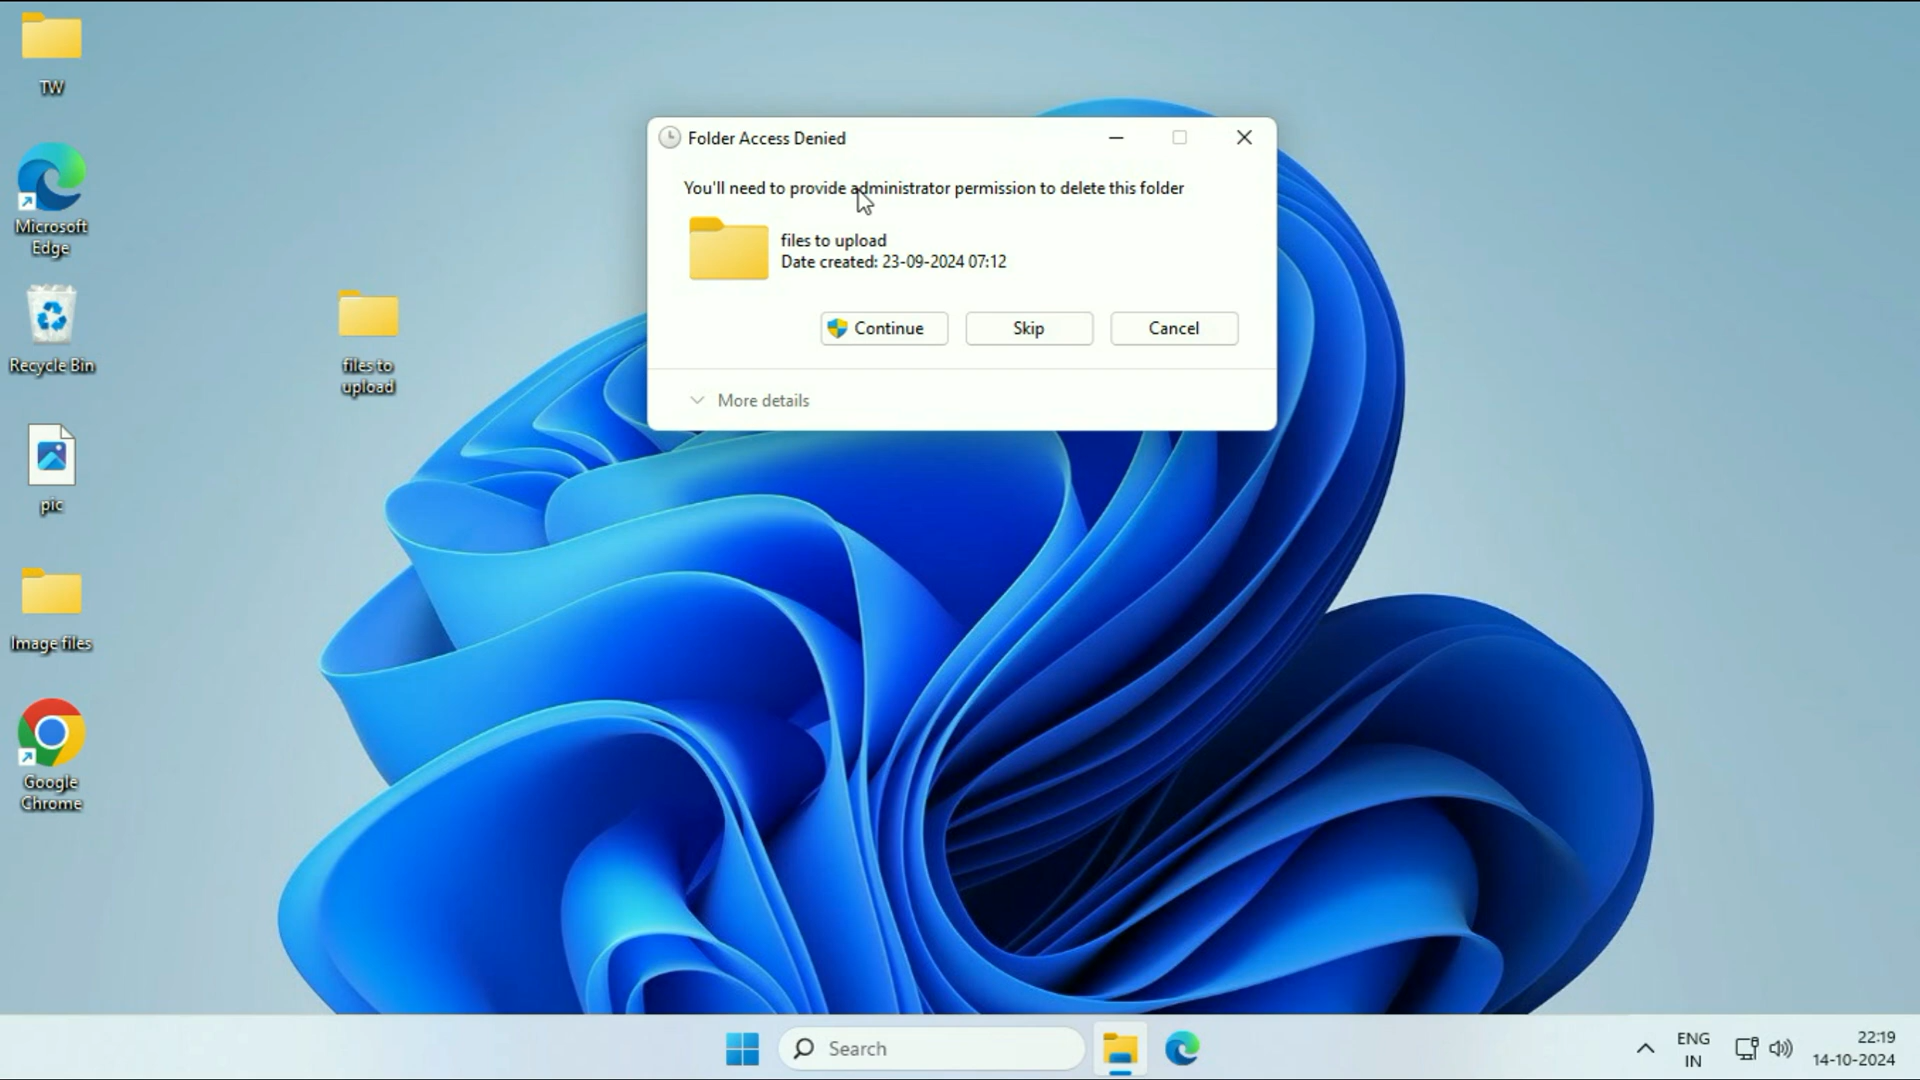 TW
Microsoft
Edge
Recycle Bin
pic
Image files
Google
Chrome
files to
upload
Folder Access Denied
You'll need to provide administrator permission to delete this folder
files to upload
Date created: 23-09-2024 07:12
Continue
Skip
Cancel
More details
Search
ENG
IN
22:19
14-10-2024